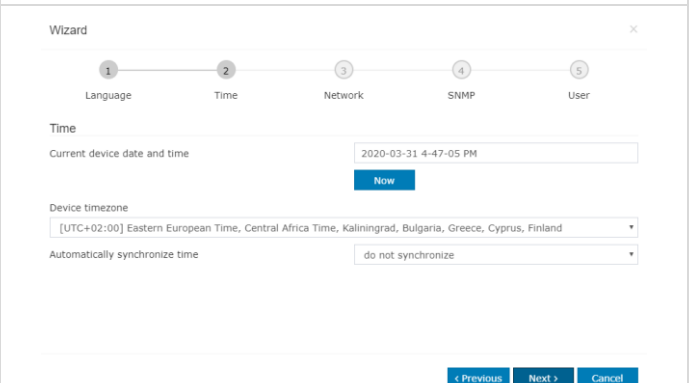 Wizard
×
1 2 3 4 5
Language Time Network SNMP User
Time
Current device date and time 2020-03-31 4-47-05 PM
Now
Device timezone
[UTC+02:00] Eastern European Time, Central Africa Time, Kaliningrad, Bulgaria, Greece, Cyprus, Finland
Automatically synchronize time do not synchronize
< Previous Next > Cancel